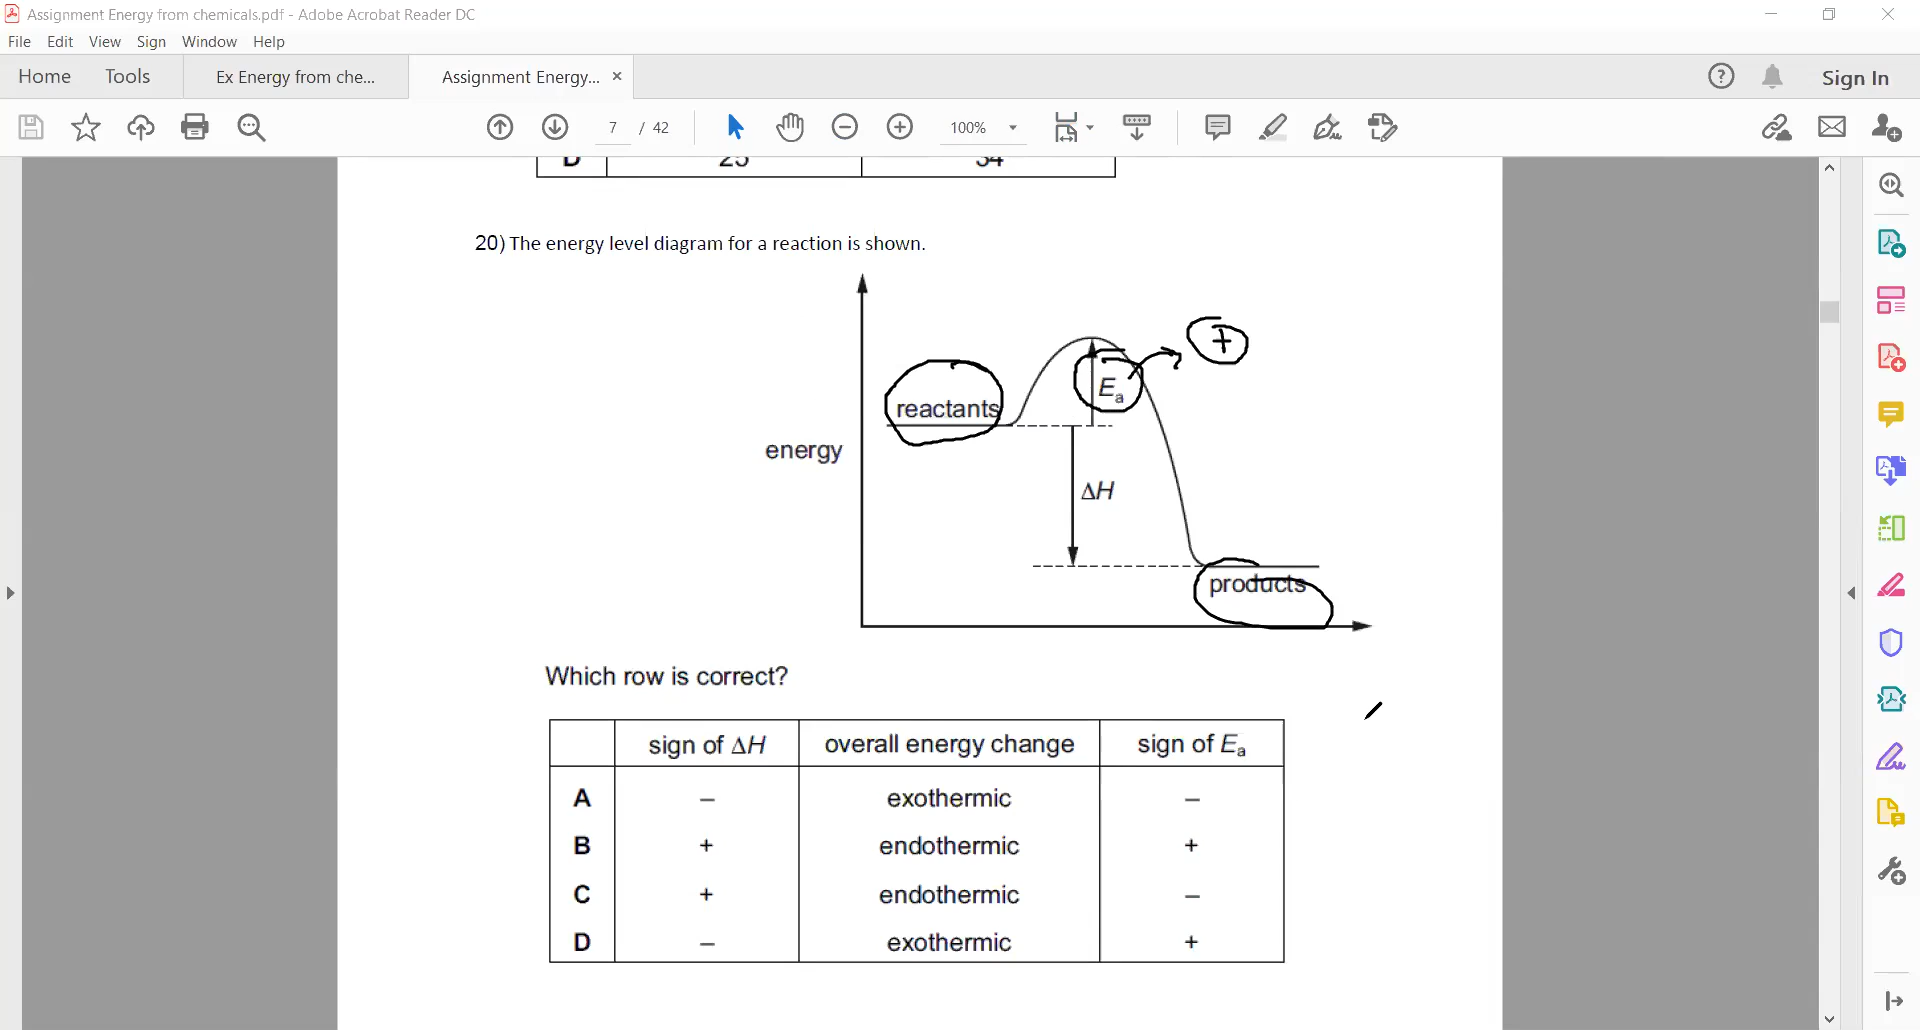 Assignment Energy from chemicals.pdf - Adobe Acrobat Reader DC
File Edit View Sign Window Help
Home Tools Ex Energy from che... Assignment Energy... × Sign In
7 / 42 100%
D 25 34
20) The energy level diagram for a reaction is shown.
+
Ea
reactants
energy
ΔH
products
Which row is correct?
sign of ΔH overall energy change sign of Ea
A – exothermic –
B + endothermic +
C + endothermic –
D – exothermic +